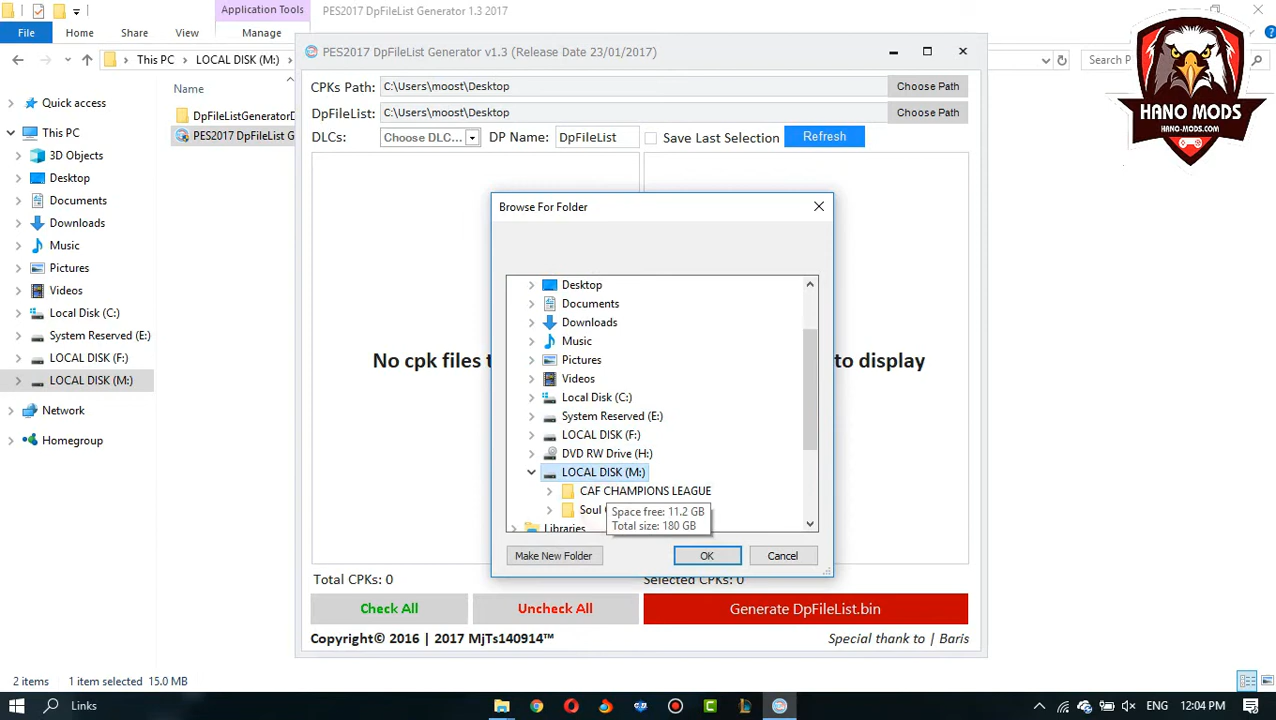 Application Tools
PES2017 DpFileList Generator 1.3 2017
File
Home
Share
View
Manage
This PC
LOCAL DISK (M:)
Search P
Quick access
This PC
3D Objects
Desktop
Documents
Downloads
Music
Pictures
Videos
Local Disk (C:)
System Reserved (E:)
LOCAL DISK (F:)
LOCAL DISK (M:)
Network
Homegroup
Name
DpFileListGeneratorD
PES2017 DpFileList G
PES2017 DpFileList Generator v1.3 (Release Date 23/01/2017)
CPKs Path:
C:\Users\moost\Desktop
Choose Path
DpFileList:
C:\Users\moost\Desktop
Choose Path
DLCs:
Choose DLC...
DP Name:
DpFileList
Save Last Selection
Refresh
No cpk files t
to display
Browse For Folder
Desktop
Documents
Downloads
Music
Pictures
Videos
Local Disk (C:)
System Reserved (E:)
LOCAL DISK (F:)
DVD RW Drive (H:)
LOCAL DISK (M:)
CAF CHAMPIONS LEAGUE
Soul
Space free: 11.2 GB
Total size: 180 GB
Libraries
Make New Folder
OK
Cancel
Total CPKs: 0
Selected CPKs: 0
Check All
Uncheck All
Generate DpFileList.bin
Copyright© 2016 | 2017 MjTs140914™
Special thank to | Baris
HANO MODS
HANO-MODS.COM
2 items
1 item selected 15.0 MB
Links
ENG
12:04 PM